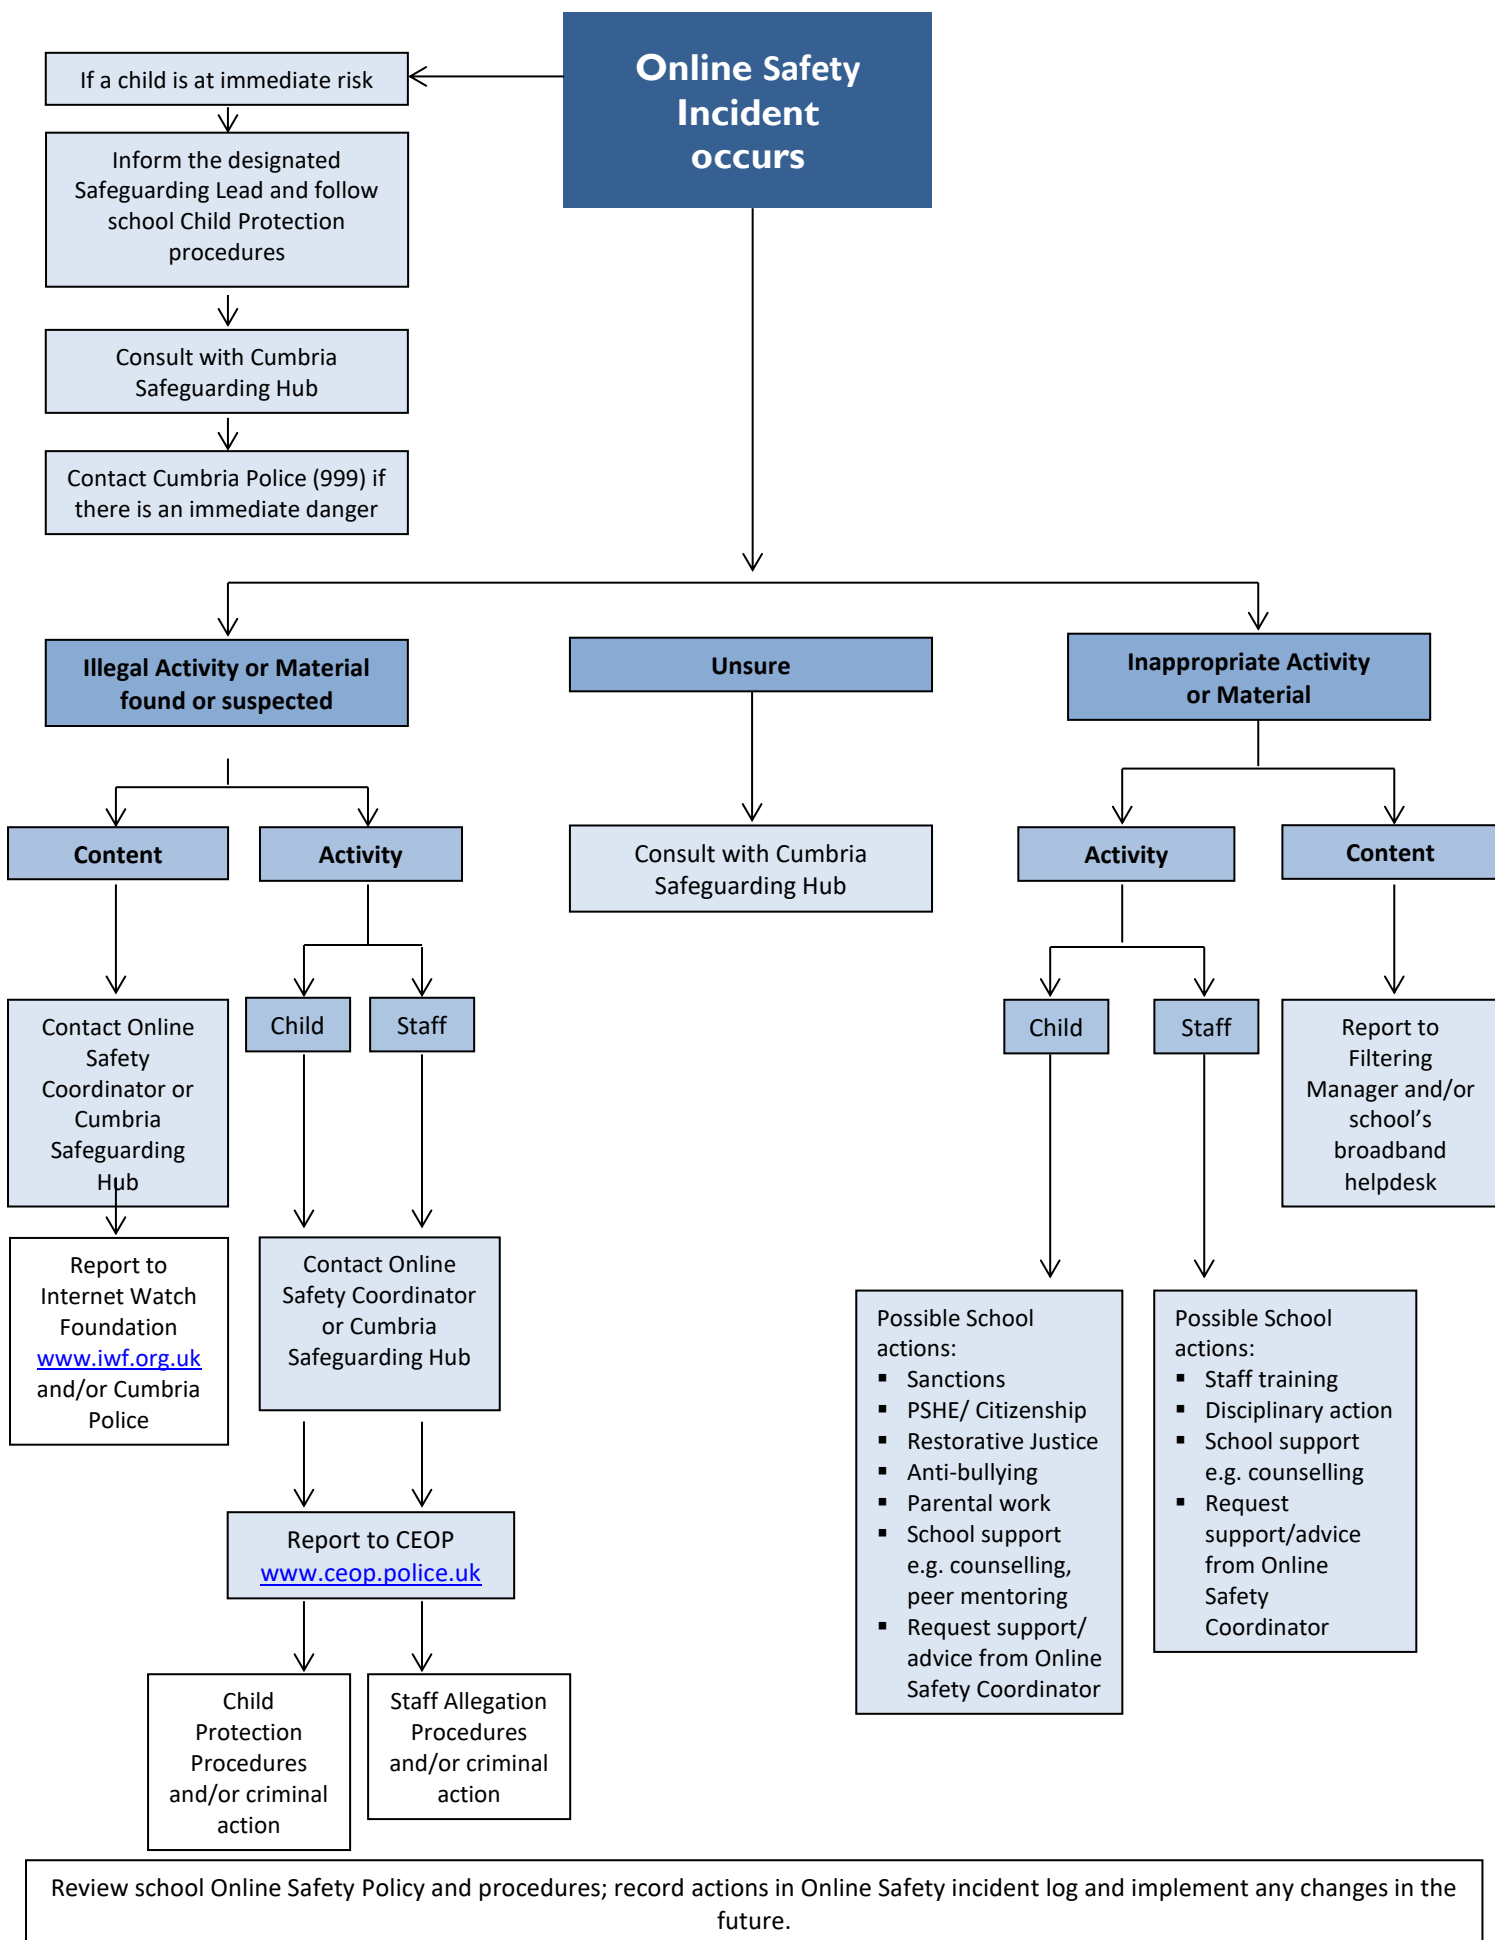 Online Safety
Incident
occurs
If a child is at immediate risk
Inform the designated
Safeguarding Lead and follow
school Child Protection
procedures
Consult with Cumbria
Safeguarding Hub
Contact Cumbria Police (999) if
there is an immediate danger
Illegal Activity or Material
found or suspected
Unsure
Inappropriate Activity
or Material
Content
Activity
Consult with Cumbria
Safeguarding Hub
Activity
Content
Contact Online
Safety
Coordinator or
Cumbria
Safeguarding
Hub
Child
Staff
Child
Staff
Report to
Filtering
Manager and/or
school’s
broadband
helpdesk
Report to
Internet Watch
Foundation
www.iwf.org.uk
and/or Cumbria
Police
Contact Online
Safety Coordinator
or Cumbria
Safeguarding Hub
Possible School
actions:
▪ Sanctions
▪ PSHE/ Citizenship
▪ Restorative Justice
▪ Anti-bullying
▪ Parental work
▪ School support
e.g. counselling,
peer mentoring
▪ Request support/
advice from Online
Safety Coordinator
Possible School
actions:
▪ Staff training
▪ Disciplinary action
▪ School support
e.g. counselling
▪ Request
support/advice
from Online
Safety
Coordinator
Report to CEOP
www.ceop.police.uk
Child
Protection
Procedures
and/or criminal
action
Staff Allegation
Procedures
and/or criminal
action
Review school Online Safety Policy and procedures; record actions in Online Safety incident log and implement any changes in the
future.